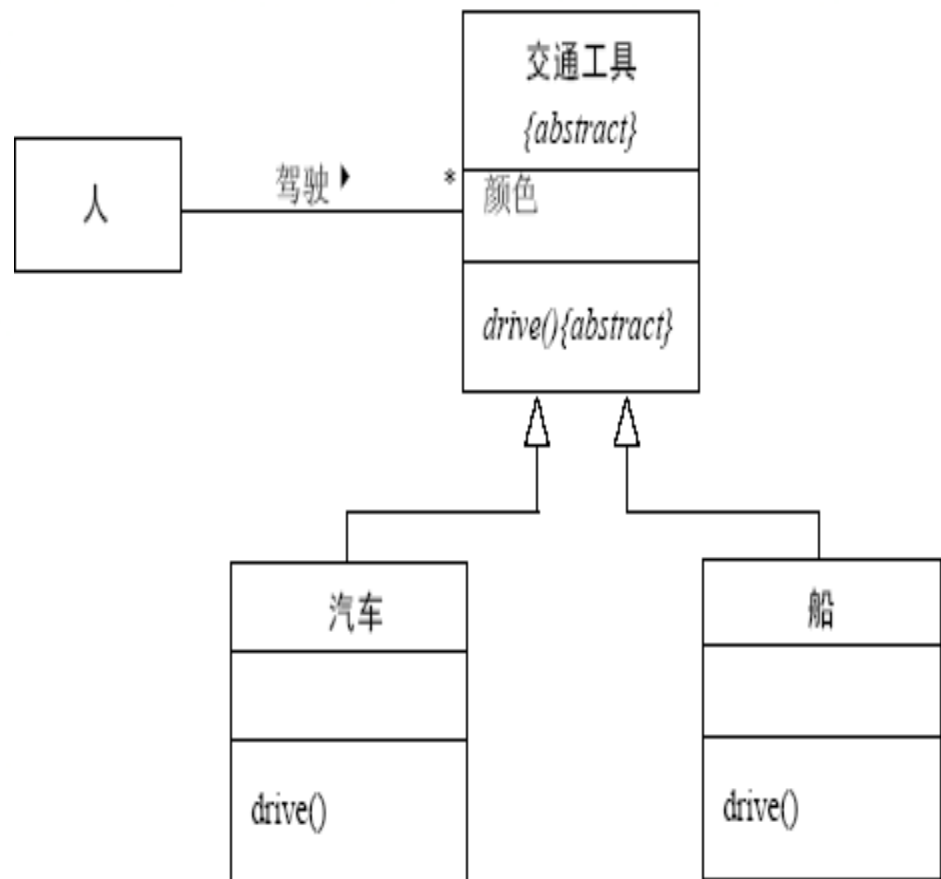 交通工具
{abstract}
人
驾驶
*
颜色
drive(){abstract}
汽车
船
drive()
drive()